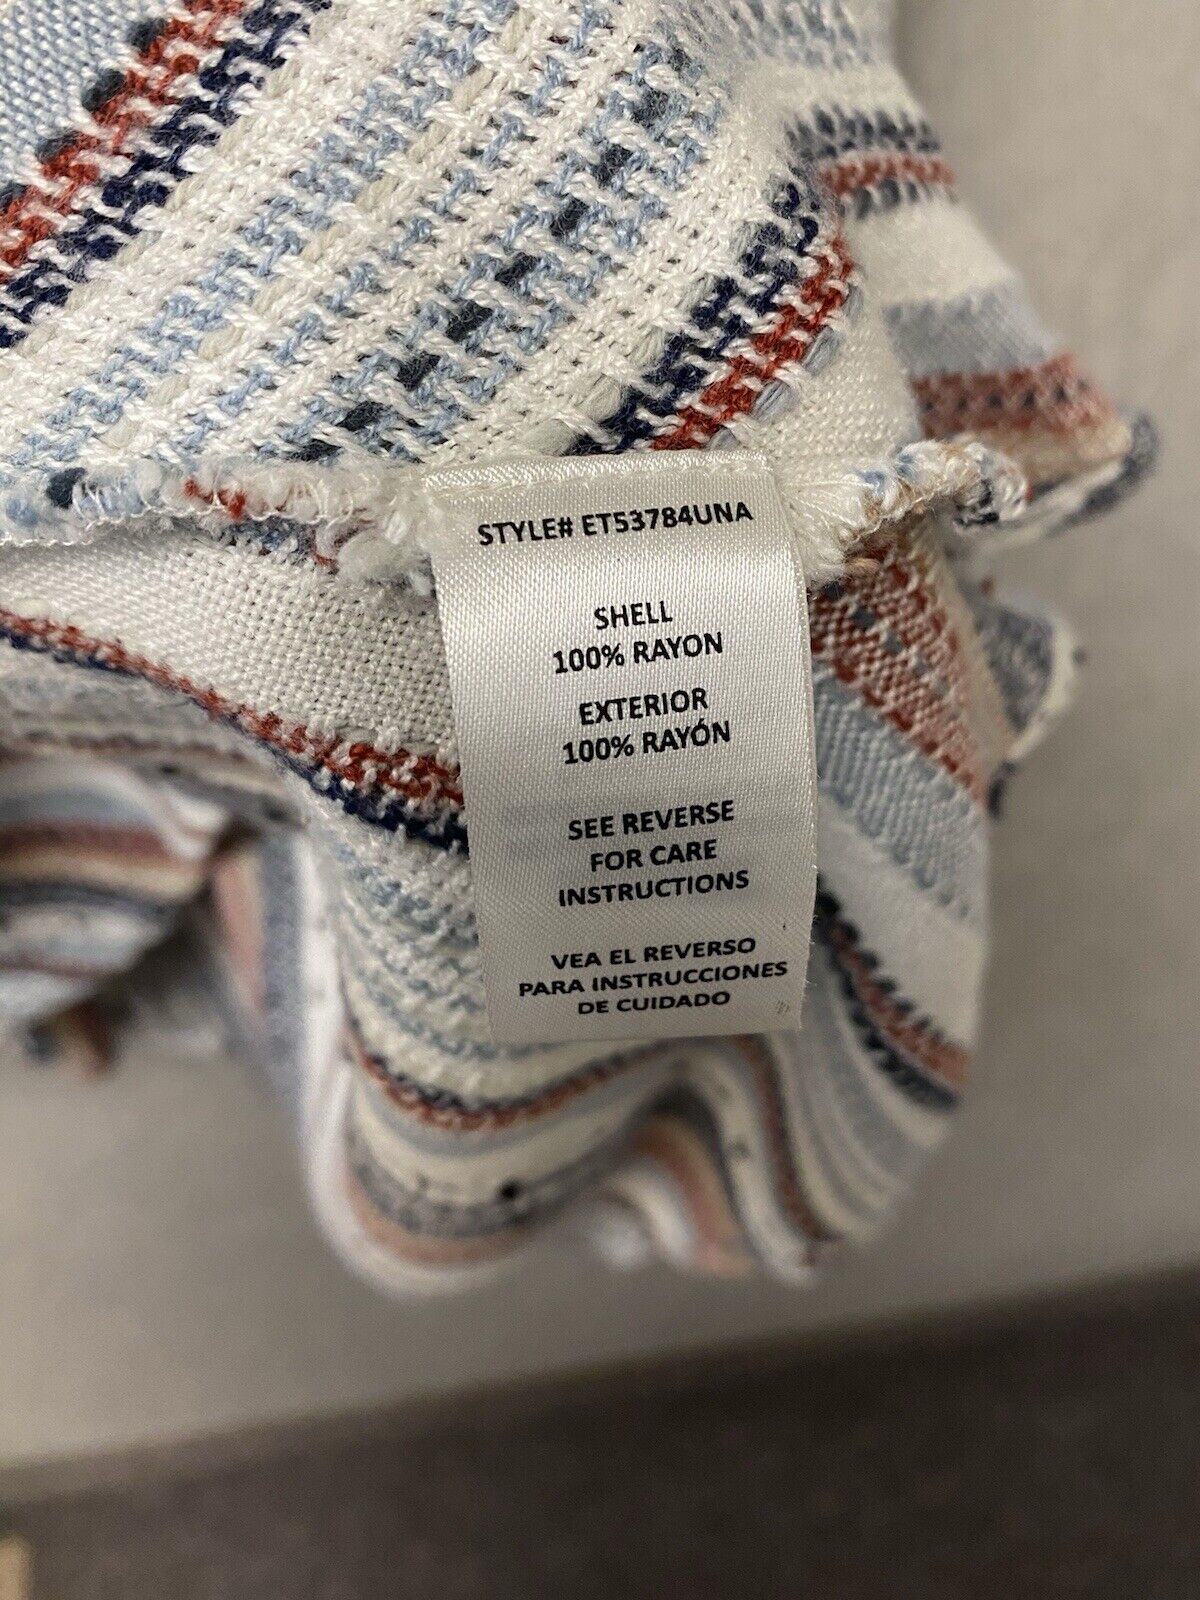 STYLE# ET53784UNA
SHELL
100% RAYON
EXTERIOR
100% RAYÓN
SEE REVERSE
FOR CARE
INSTRUCTIONS
VEA EL REVERSO
PARA INSTRUCCIONES
DE CUIDADO